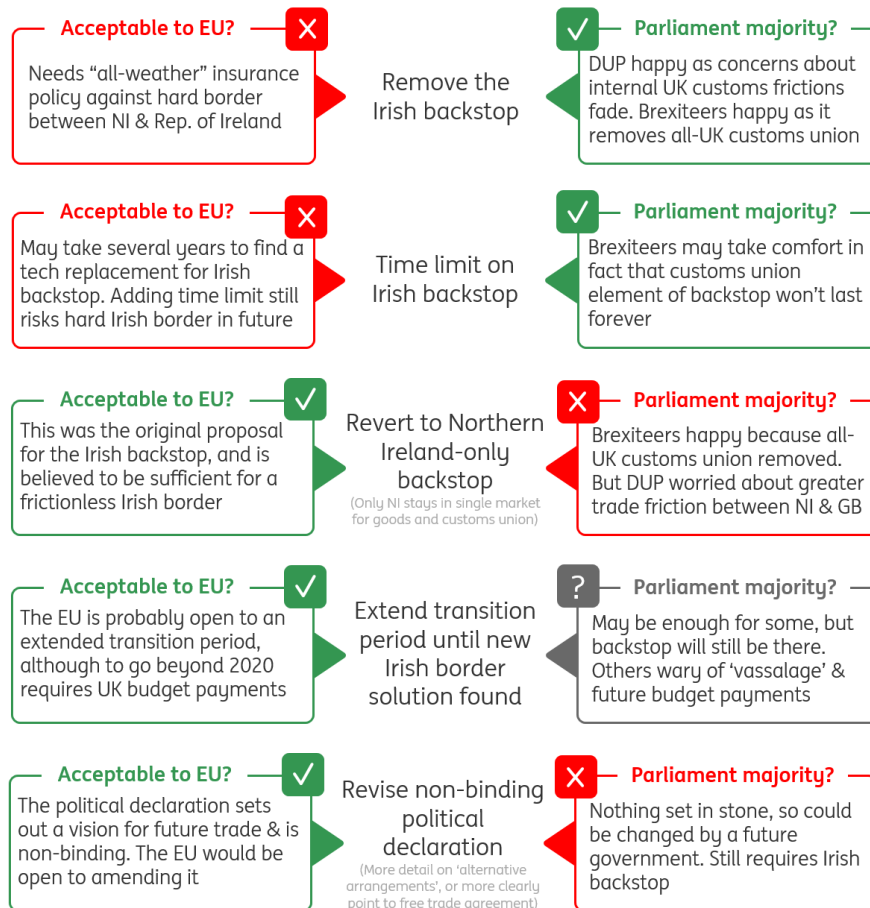 Acceptable to EU?
Needs “all-weather” insurance
policy against hard border
between NI & Rep. of Ireland
Remove the
Irish backstop
Parliament majority?
DUP happy as concerns about
internal UK customs frictions
fade. Brexiteers happy as it
removes all-UK customs union
Acceptable to EU?
May take several years to find a
tech replacement for Irish
backstop. Adding time limit still
risks hard Irish border in future
Time limit on
Irish backstop
Parliament majority?
Brexiteers may take comfort in
fact that customs union
element of backstop won’t last
forever
Acceptable to EU?
This was the original proposal
for the Irish backstop, and is
believed to be sufficient for a
frictionless Irish border
Revert to Northern
Ireland-only
backstop
(Only NI stays in single market
for goods and customs union)
Parliament majority?
Brexiteers happy because all-
UK customs union removed.
But DUP worried about greater
trade friction between NI & GB
Acceptable to EU?
The EU is probably open to an
extended transition period,
although to go beyond 2020
requires UK budget payments
Extend transition
period until new
Irish border
solution found
?
Parliament majority?
May be enough for some, but
backstop will still be there.
Others wary of ‘vassalage’ &
future budget payments
Acceptable to EU?
The political declaration sets
out a vision for future trade & is
non-binding. The EU would be
open to amending it
Revise non-binding
political
declaration
(More detail on ‘alternative
arrangements’, or more clearly
point to free trade agreement)
Parliament majority?
Nothing set in stone, so could
be changed by a future
government. Still requires Irish
backstop